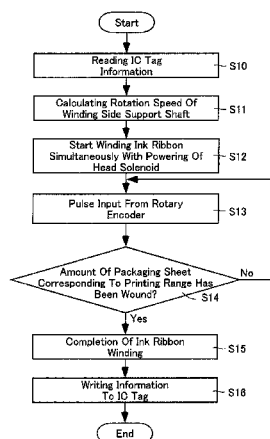 Start
Reading IC Tag
Information
S10
Calculating Rotation Speed Of
Winding Side Support Shaft
S11
Start Winding Ink Ribbon
Simultaneously With Powering Of
Head Solenoid
S12
Pulse Input From Rotary
Encoder
S13
Amount Of Packaging Sheet
Corresponding To Printing Range Has
Been Wound?
No
S14
Yes
Completion Of Ink Ribbon
Winding
S15
Writing Information
To IC Tag
S16
End